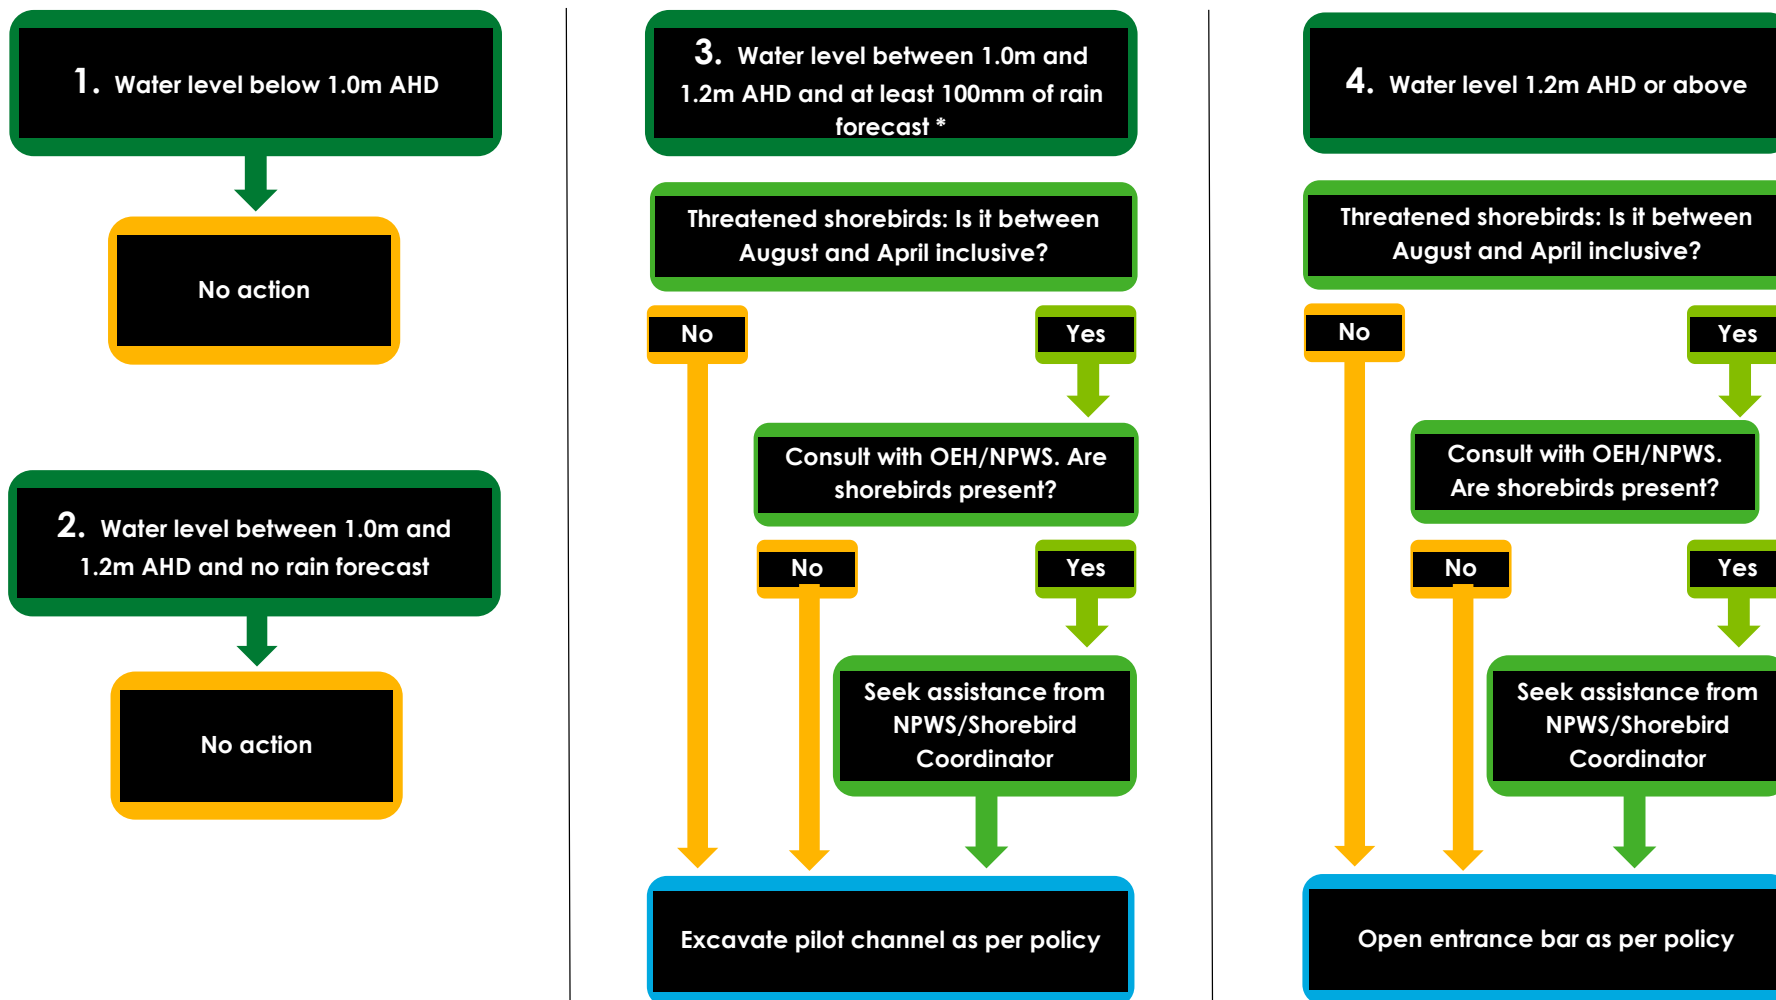 1. Water level below 1.0m AHD
No action
2. Water level between 1.0m and
1.2m AHD and no rain forecast
No action
3. Water level between 1.0m and
1.2m AHD and at least 100mm of rain
forecast *
Threatened shorebirds: Is it between
August and April inclusive?
No
Yes
Consult with OEH/NPWS. Are
shorebirds present?
No
Yes
Seek assistance from
NPWS/Shorebird
Coordinator
Excavate pilot channel as per policy
4. Water level 1.2m AHD or above
Threatened shorebirds: Is it between
August and April inclusive?
No
Yes
Consult with OEH/NPWS.
Are shorebirds present?
No
Yes
Seek assistance from
NPWS/Shorebird
Coordinator
Open entrance bar as per policy